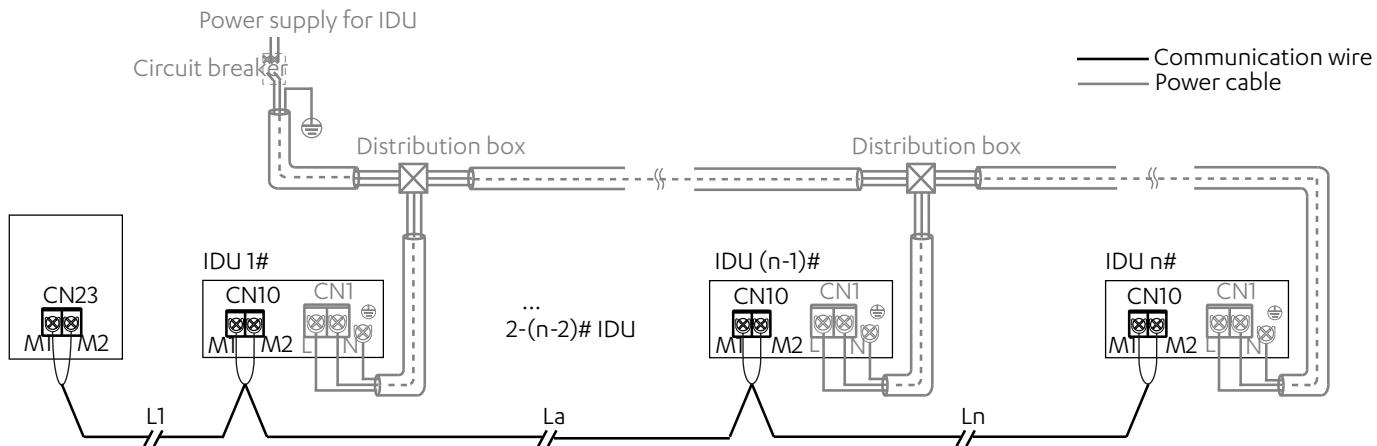 Power supply for IDU
Communication wire
Circuit breaker
Power cable
Distribution box
Distribution box
IDU 1#
IDU (n-1)#
IDU n#
CN23
CN10
CN1
...
2-(n-2)# IDU
CN10
CN1
CN10
CN1
M1 M2
M1 M2 L N
M1 M2 L N
M1 M2 L N
L1
La
Ln